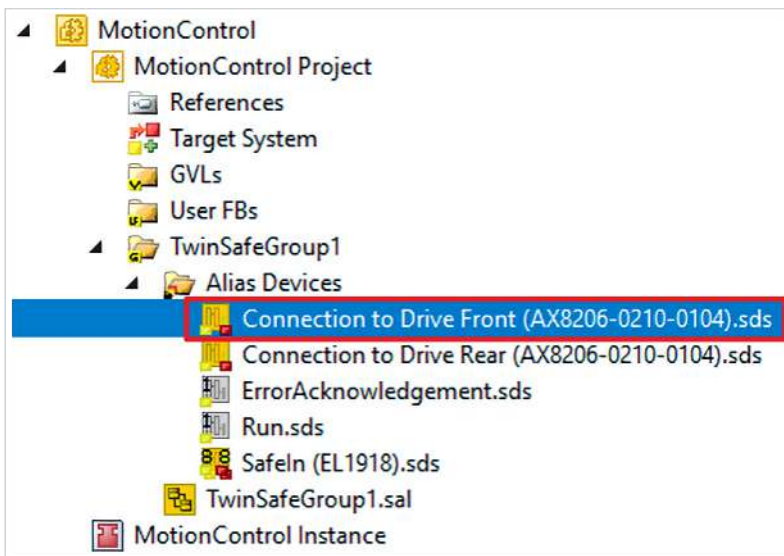 MotionControl
MotionControl Project
References
Target System
GVLs
User FBs
TwinSafeGroup1
Alias Devices
Connection to Drive Front (AX8206-0210-0104).sds
Connection to Drive Rear (AX8206-0210-0104).sds
ErrorAcknowledgement.sds
Run.sds
SafeIn (EL1918).sds
TwinSafeGroup1.sal
MotionControl Instance